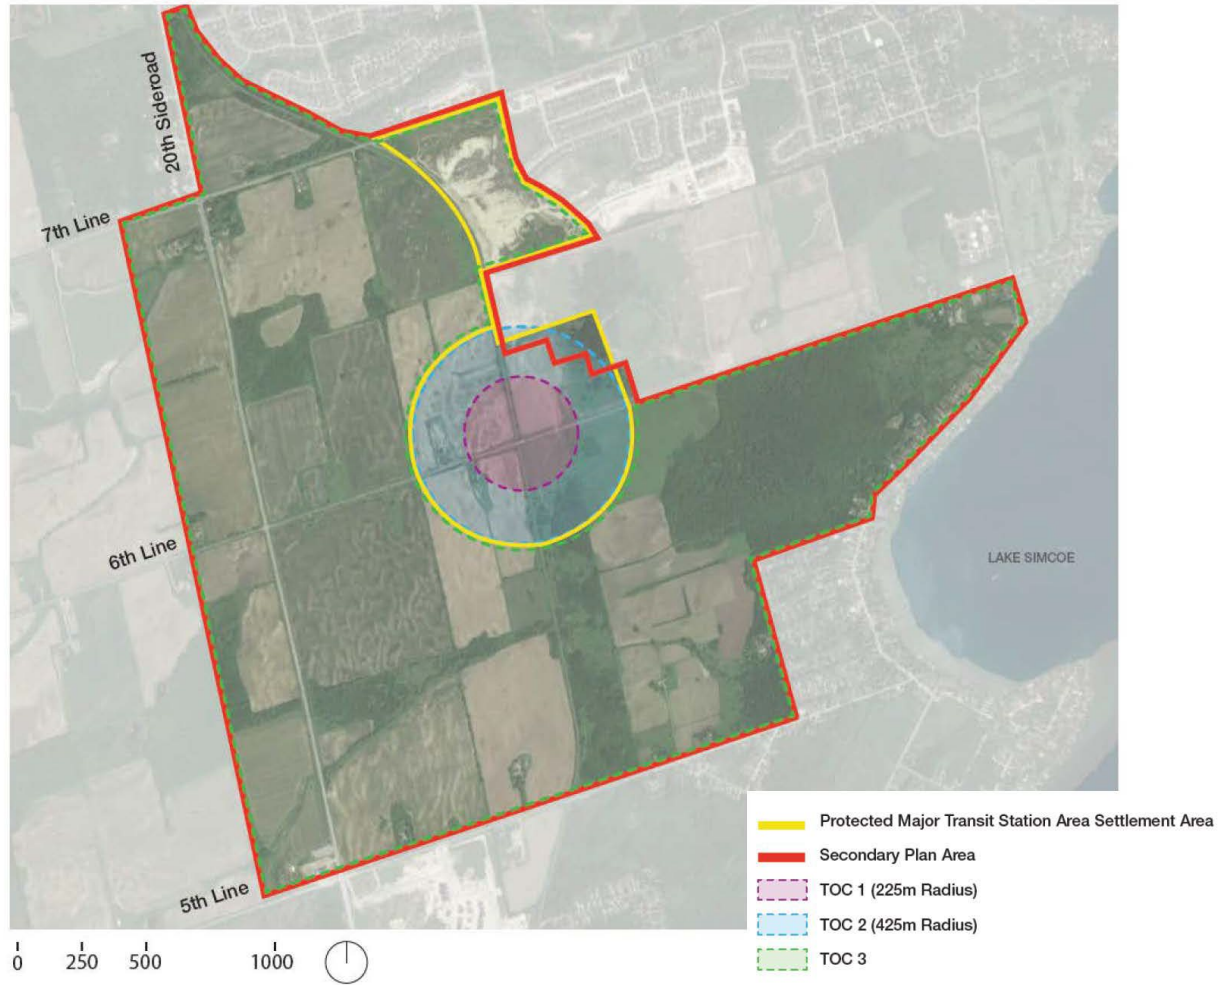 20th Sideroad
7th Line
6th Line
LAKE SIMCOE
5th Line
Protected Major Transit Station Area Settlement Area
Secondary Plan Area
TOC 1 (225m Radius)
TOC 2 (425m Radius)
TOC 3
0 250 500 1000